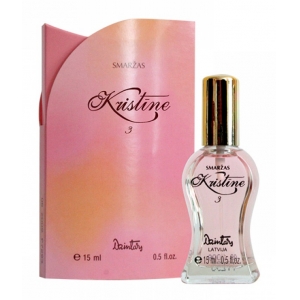 SMARŽAS
Kristine
3
Dzintars
℮ 15 ml 0.5 fl.oz.
SMARŽAS
Kristine
3
Dzintars
LATVIJA
℮ 15 ml 0.5 fl.oz.